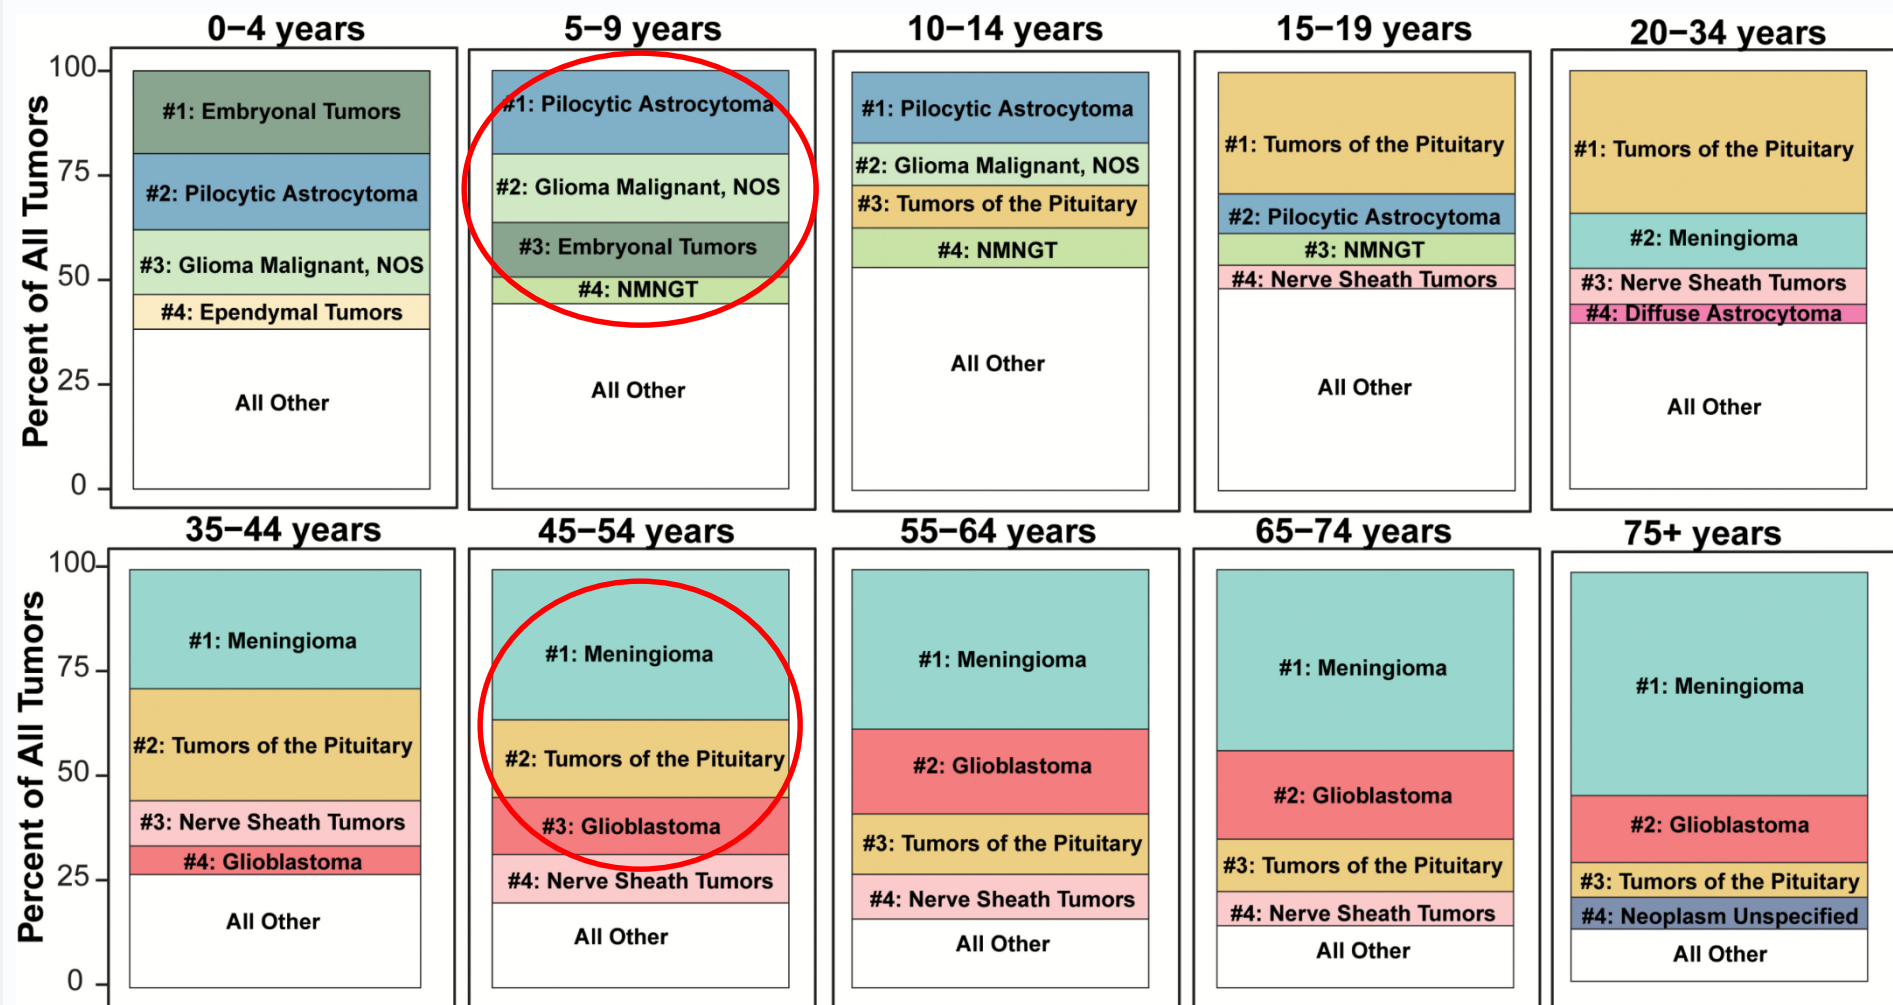 0−4 years
5−9 years
10−14 years
15−19 years
20−34 years
Percent of All Tumors
100
75
50
25
0
#1: Embryonal Tumors
#2: Pilocytic Astrocytoma
#3: Glioma Malignant, NOS
#4: Ependymal Tumors
All Other
#1: Pilocytic Astrocytoma
#2: Glioma Malignant, NOS
#3: Embryonal Tumors
#4: NMNGT
All Other
#1: Pilocytic Astrocytoma
#2: Glioma Malignant, NOS
#3: Tumors of the Pituitary
#4: NMNGT
All Other
#1: Tumors of the Pituitary
#2: Pilocytic Astrocytoma
#3: NMNGT
#4: Nerve Sheath Tumors
All Other
#1: Tumors of the Pituitary
#2: Meningioma
#3: Nerve Sheath Tumors
#4: Diffuse Astrocytoma
All Other
35−44 years
45−54 years
55−64 years
65−74 years
75+ years
Percent of All Tumors
100
75
50
25
0
#1: Meningioma
#2: Tumors of the Pituitary
#3: Nerve Sheath Tumors
#4: Glioblastoma
All Other
#1: Meningioma
#2: Tumors of the Pituitary
#3: Glioblastoma
#4: Nerve Sheath Tumors
All Other
#1: Meningioma
#2: Glioblastoma
#3: Tumors of the Pituitary
#4: Nerve Sheath Tumors
All Other
#1: Meningioma
#2: Glioblastoma
#3: Tumors of the Pituitary
#4: Nerve Sheath Tumors
All Other
#1: Meningioma
#2: Glioblastoma
#3: Tumors of the Pituitary
#4: Neoplasm Unspecified
All Other